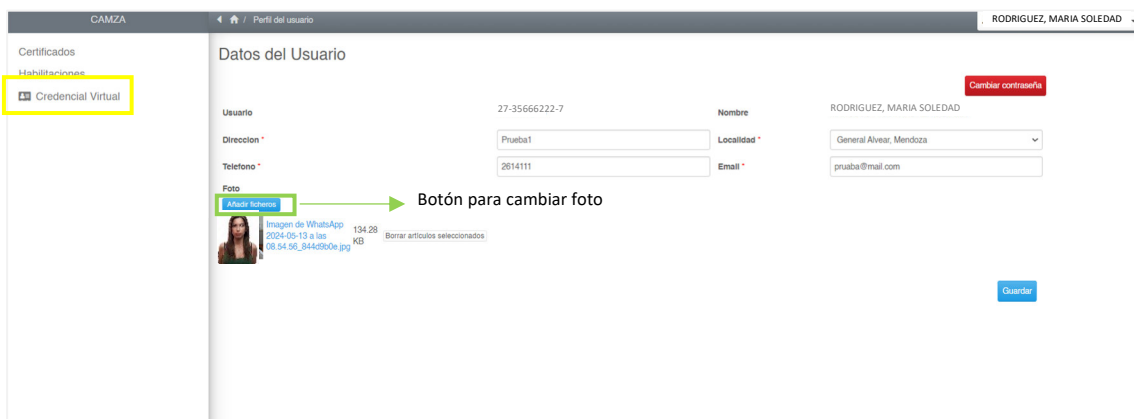 CAMZA
/ Perfil del usuario
RODRIGUEZ, MARIA SOLEDAD
Certificados
Habilitaciones
Credencial Virtual
Datos del Usuario
Cambiar contraseña
Usuario
27-35666222-7
Nombre
RODRIGUEZ, MARIA SOLEDAD
Direccion *
Prueba1
Localidad *
General Alvear, Mendoza
Telefono *
2614111
Email *
pruaba@mail.com
Foto
Añadir ficheros
Botón para cambiar foto
Imagen de WhatsApp
2024-05-13 a las
08.54.56_844d9b0e.jpg
134.28
KB
Borrar artículos seleccionados
Guardar